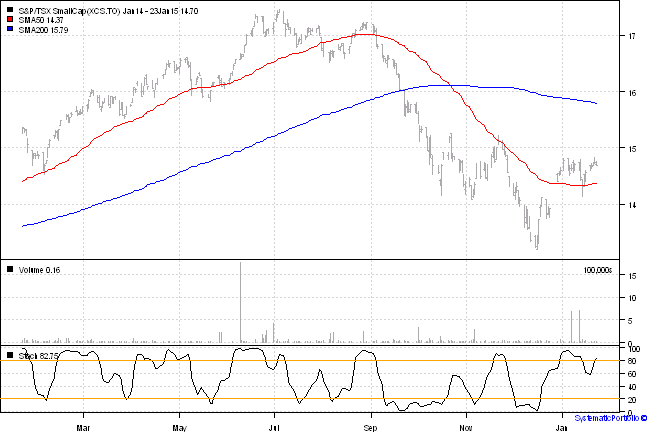 S&P/TSX SmallCap(XCS.TO) Jan14 - 23Jan15 14.70
SMA50 14.37
SMA200 15.79
17
16
15
14
Volume 0.16
100,000s
15
10
5
0
Stoch 82.75
100
80
60
40
20
0
Mar
May
Jul
Sep
Nov
Jan
SystematicPortfolio ©